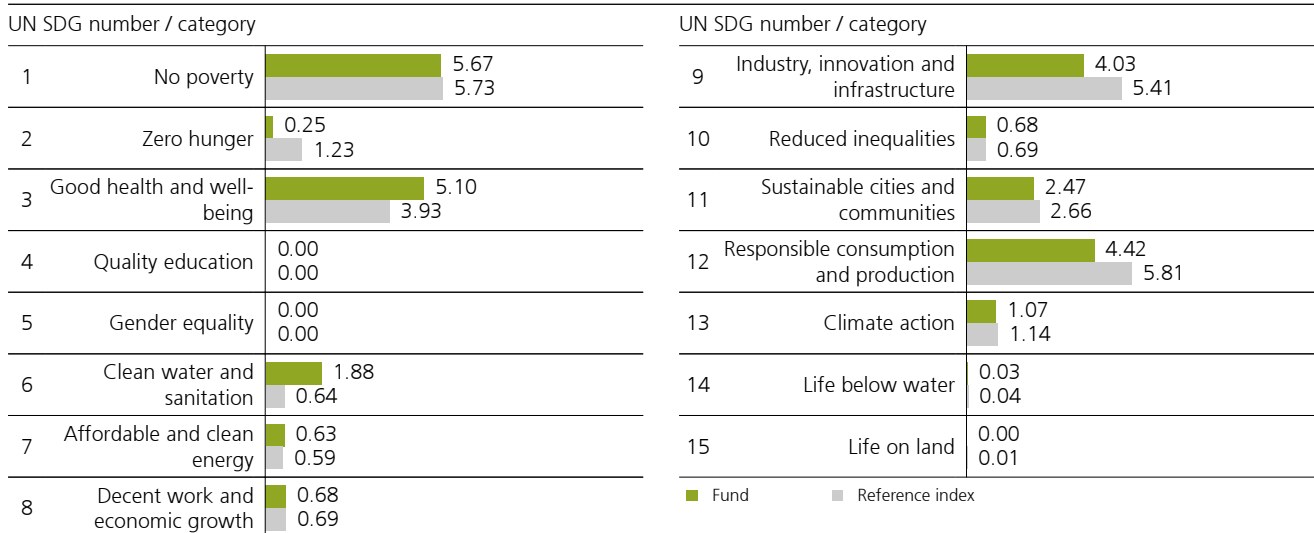 UN SDG number / category
1
No poverty
5.67
5.73
2
Zero hunger
0.25
1.23
3
Good health and well-
being
5.10
3.93
4
Quality education
0.00
0.00
5
Gender equality
0.00
0.00
6
Clean water and
sanitation
1.88
0.64
7
Affordable and clean
energy
0.63
0.59
8
Decent work and
economic growth
0.68
0.69
UN SDG number / category
9
Industry, innovation and
infrastructure
4.03
5.41
10
Reduced inequalities
0.68
0.69
11
Sustainable cities and
communities
2.47
2.66
12
Responsible consumption
and production
4.42
5.81
13
Climate action
1.07
1.14
14
Life below water
0.03
0.04
15
Life on land
0.00
0.01
Fund
Reference index